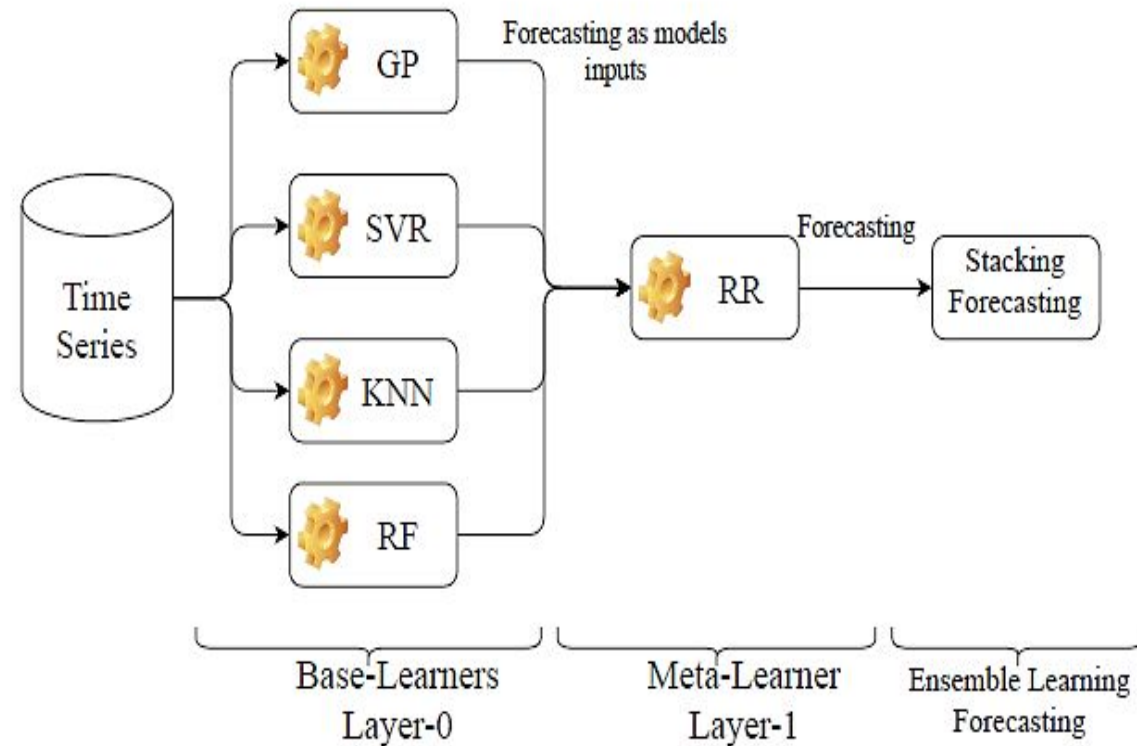 GP
Forecasting as models
inputs
Time
Series
SVR
KNN
RF
RR
Forecasting
Stacking
Forecasting
Base-Learners
Layer-0
Meta-Learner
Layer-1
Ensemble Learning
Forecasting